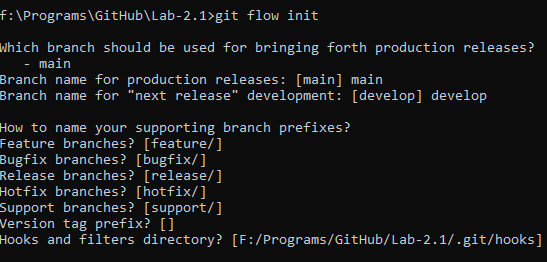 f:\Programs\GitHub\Lab-2.1>git flow init
Which branch should be used for bringing forth production releases?
- main
Branch name for production releases: [main] main
Branch name for "next release" development: [develop] develop
How to name your supporting branch prefixes?
Feature branches? [feature/]
Bugfix branches? [bugfix/]
Release branches? [release/]
Hotfix branches? [hotfix/]
Support branches? [support/]
Version tag prefix? []
Hooks and filters directory? [F:/Programs/GitHub/Lab-2.1/.git/hooks]